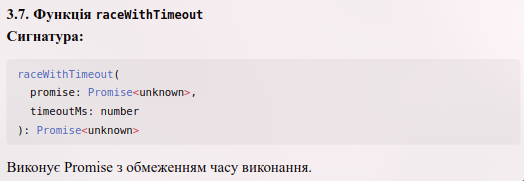 3.7. Функція raceWithTimeout
Сигнатура:
raceWithTimeout(
  promise: Promise<unknown>,
  timeoutMs: number
): Promise<unknown>
Виконує Promise з обмеженням часу виконання.